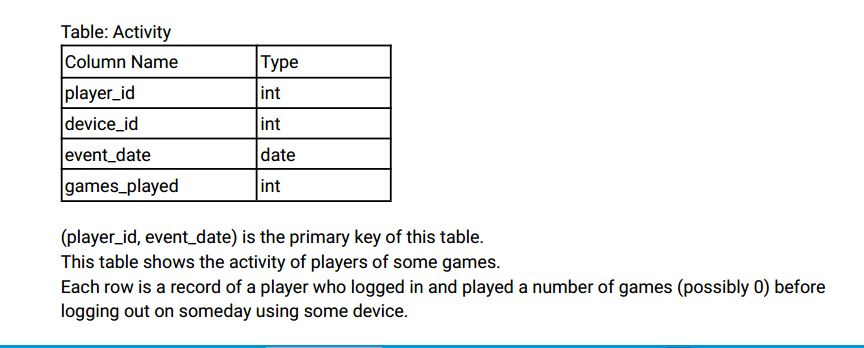 Table: Activity
Column Name Type
player_id int
device_id int
event_date date
games_played int
(player_id, event_date) is the primary key of this table.
This table shows the activity of players of some games.
Each row is a record of a player who logged in and played a number of games (possibly 0) before
logging out on someday using some device.